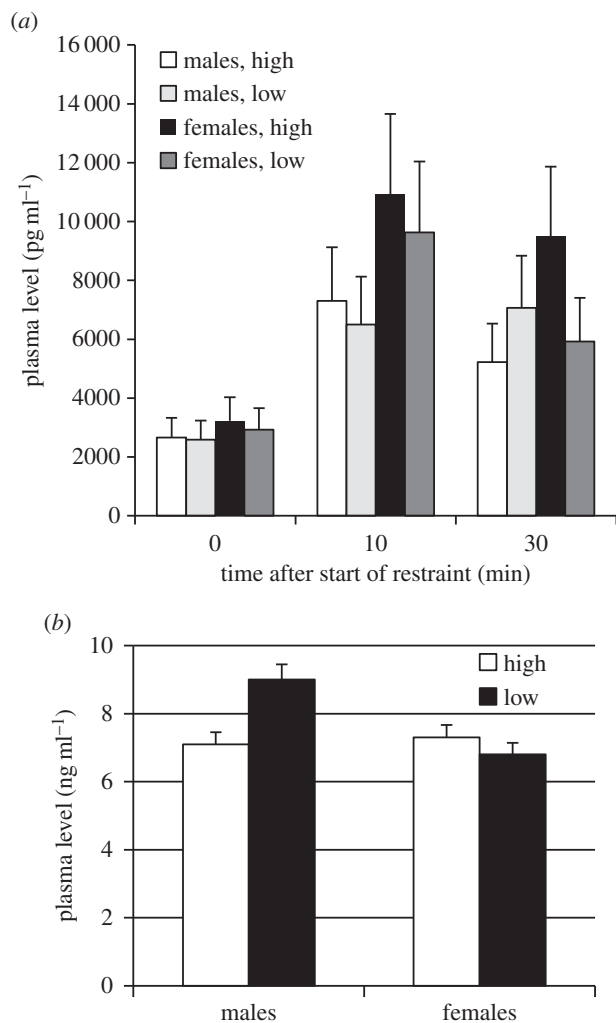 (a)
16 000
14 000
12 000
10 000
8000
6000
4000
2000
0
plasma level (pg ml⁻¹)
males, high
males, low
females, high
females, low
0 10 30
time after start of restraint (min)
(b)
10
8
6
4
2
0
plasma level (ng ml⁻¹)
high
low
males females